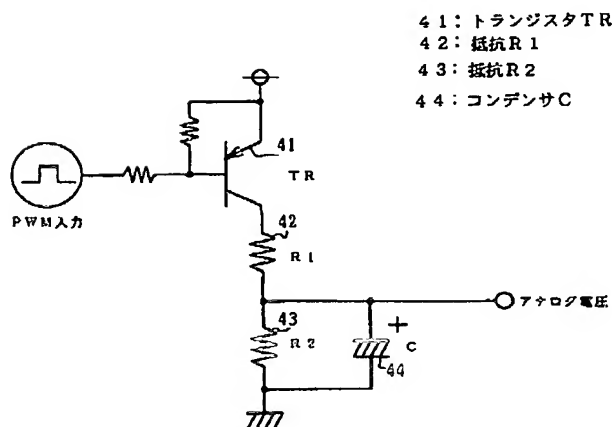 41：トランジスタTR
42：抵抗R1
43：抵抗R2
44：コンデンサC
41
TR
PWM入力
42
R1
アナログ電圧
43
R2
+
C
44